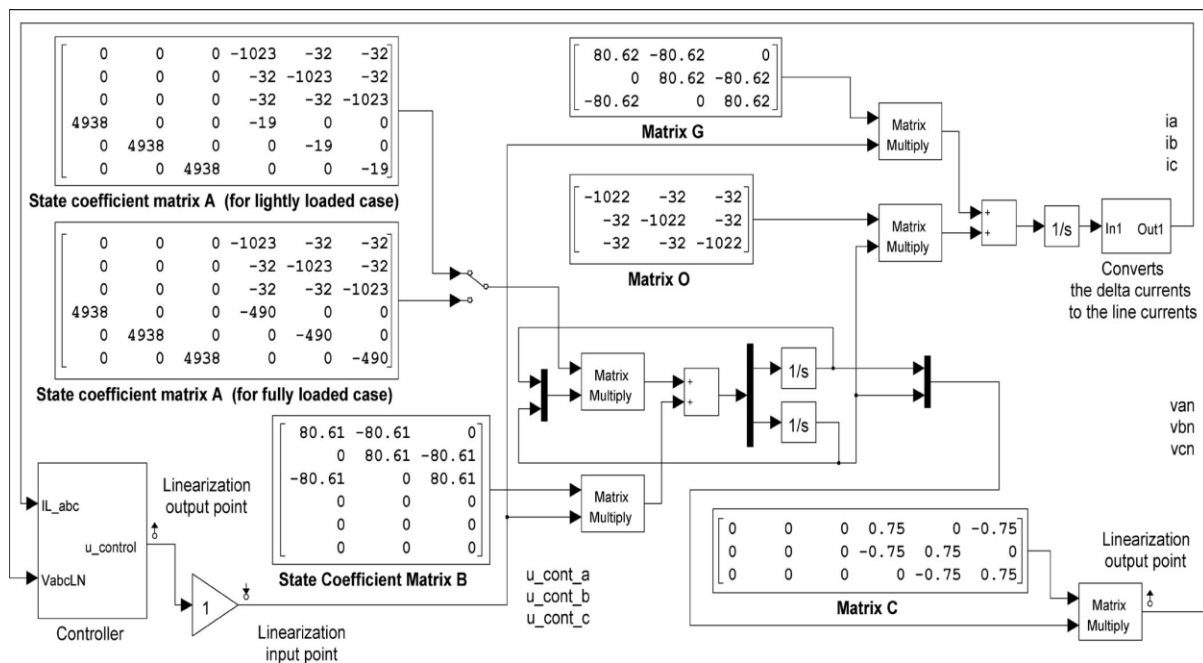 0 0 0 -1023 -32 -32
0 0 0 -32 -1023 -32
0 0 0 -32 -32 -1023
4938 0 0 -19 0 0
0 4938 0 0 -19 0
0 0 4938 0 0 -19
State coefficient matrix A (for lightly loaded case)
0 0 0 -1023 -32 -32
0 0 0 -32 -1023 -32
0 0 0 -32 -32 -1023
4938 0 0 -490 0 0
0 4938 0 0 -490 0
0 0 4938 0 0 -490
State coefficient matrix A (for fully loaded case)
80.62 -80.62 0
0 80.62 -80.62
-80.62 0 80.62
Matrix G
Matrix
Multiply
-1022 -32 -32
-32 -1022 -32
-32 -32 -1022
Matrix O
Matrix
Multiply
+
+
1/s
In1 Out1
Converts
the delta currents
to the line currents
ia
ib
ic
Matrix
Multiply
+
+
1/s
1/s
80.61 -80.61 0
0 80.61 -80.61
-80.61 0 80.61
0 0 0
0 0 0
0 0 0
State Coefficient Matrix B
Matrix
Multiply
van
vbn
vcn
0 0 0 0.75 0 -0.75
0 0 0 -0.75 0.75 0
0 0 0 0 -0.75 0.75
Matrix C
Linearization
output point
Matrix
Multiply
IL_abc
u_control
VabcLN
Controller
Linearization
output point
1
Linearization
input point
u_cont_a
u_cont_b
u_cont_c